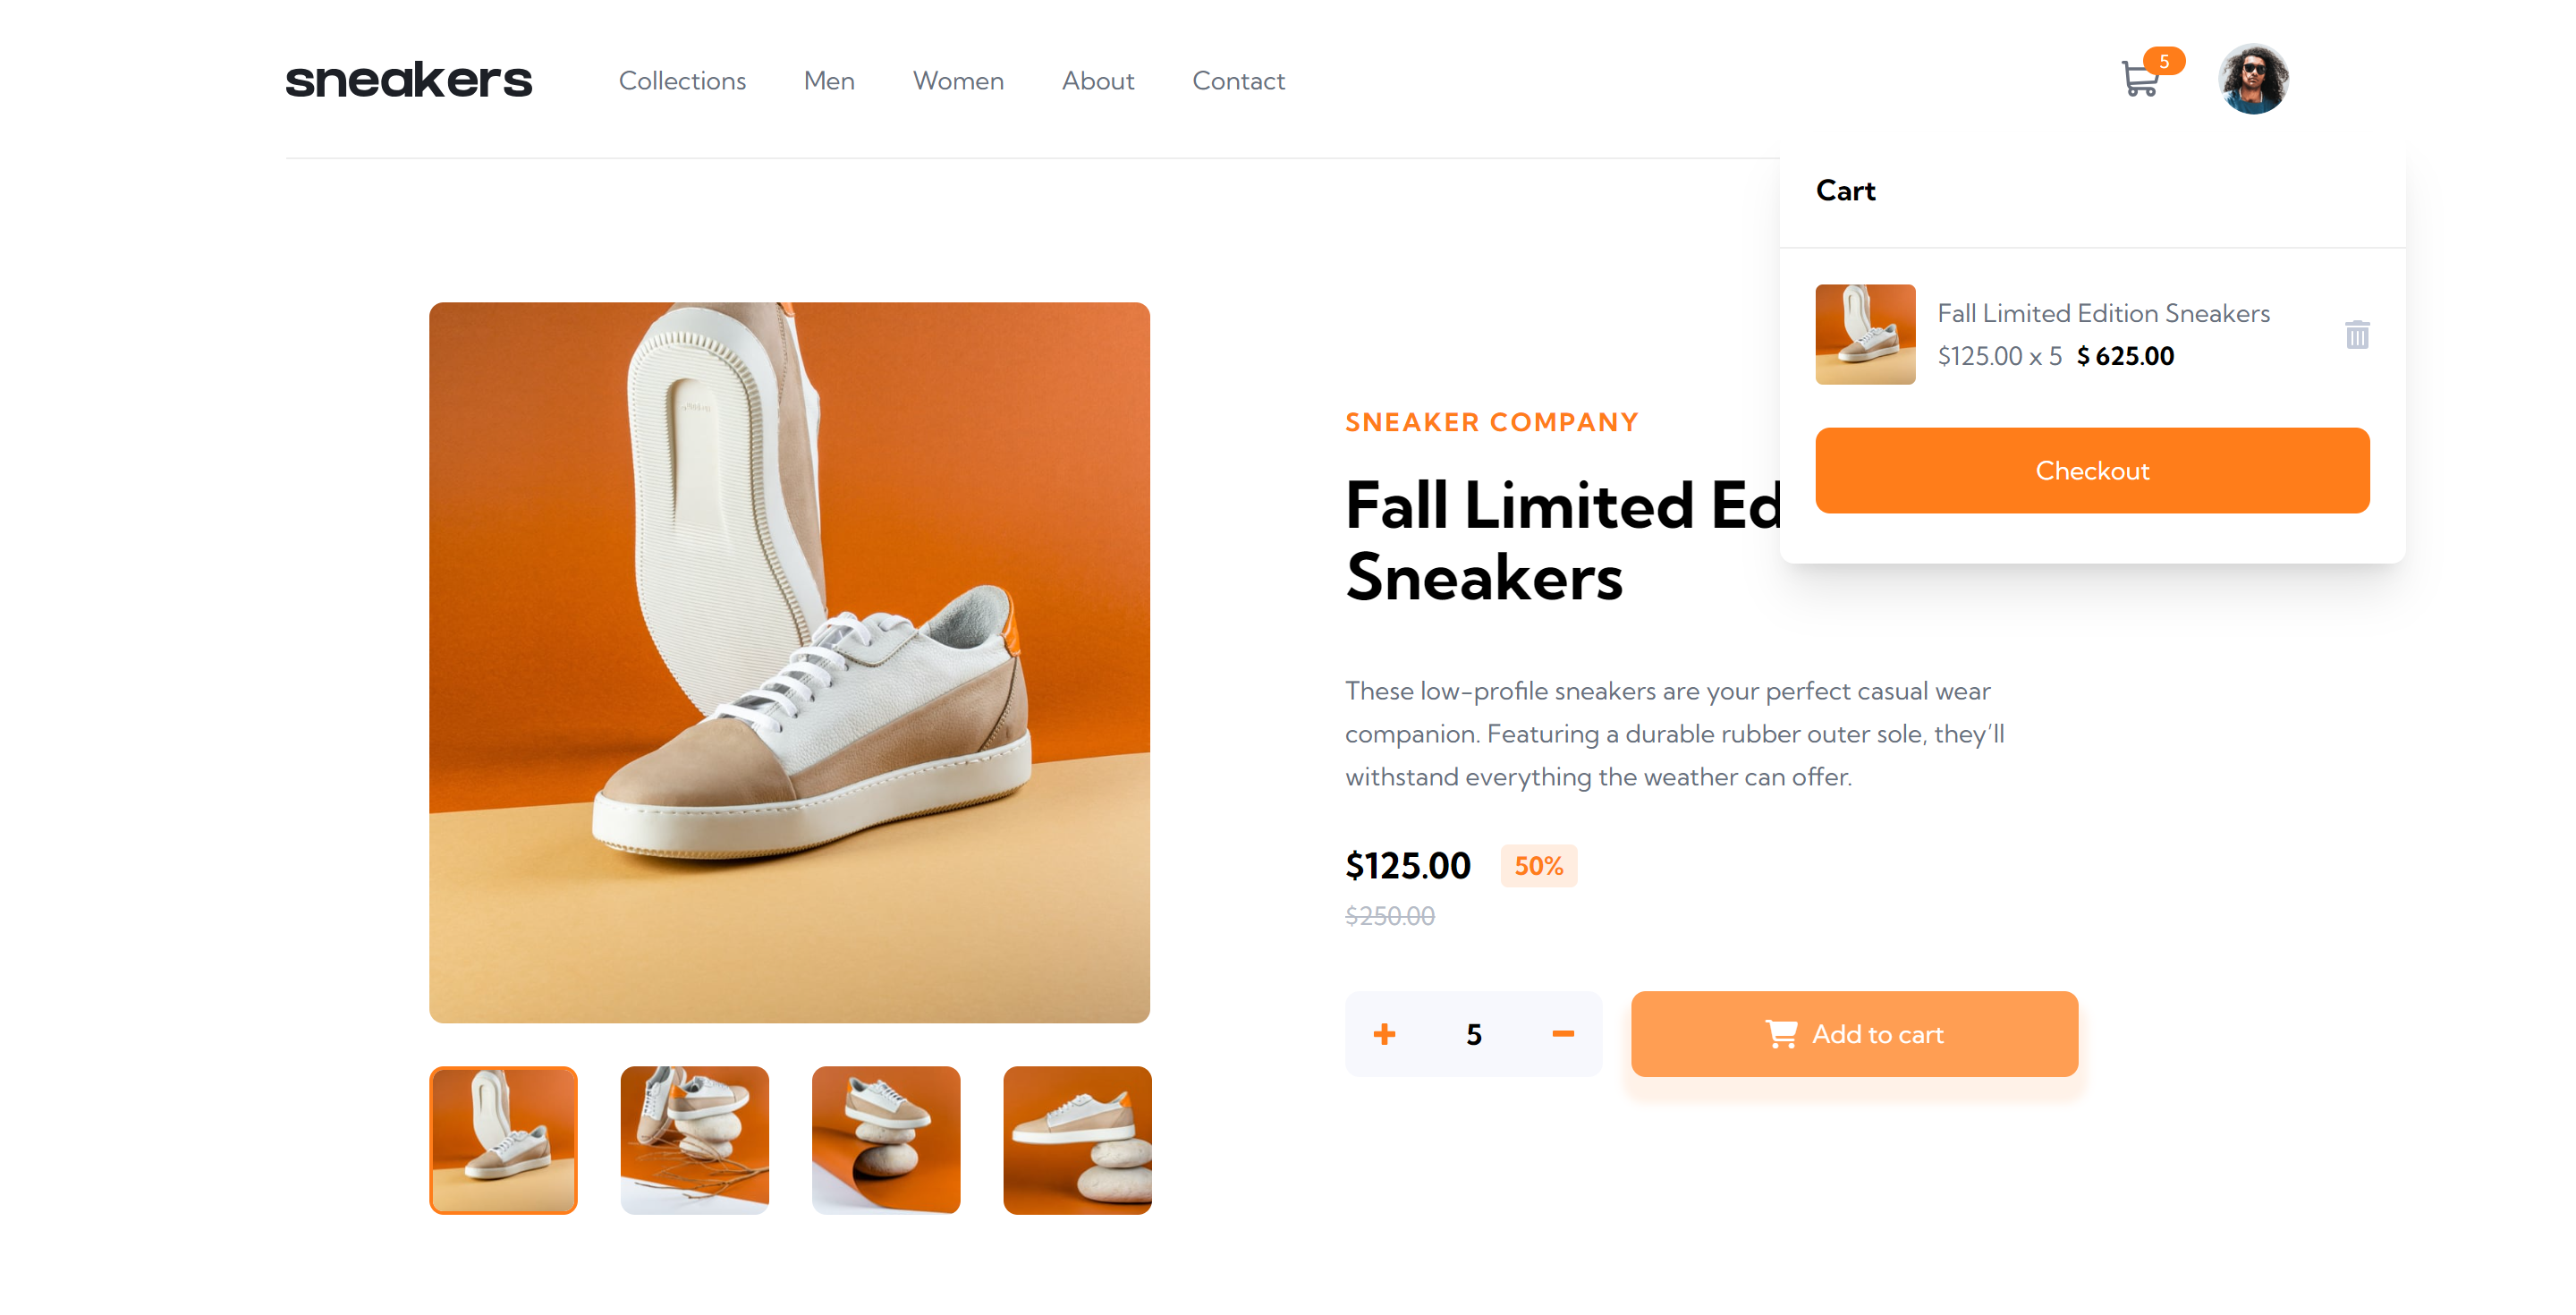 sneakers
Collections
Men
Women
About
Contact
5
Cart
Fall Limited Edition Sneakers
$125.00 x 5 $ 625.00
Checkout
SNEAKER COMPANY
Fall Limited Ed
Sneakers
These low-profile sneakers are your perfect casual wear
companion. Featuring a durable rubber outer sole, they’ll
withstand everything the weather can offer.
$125.00 50%
$250.00
5
Add to cart